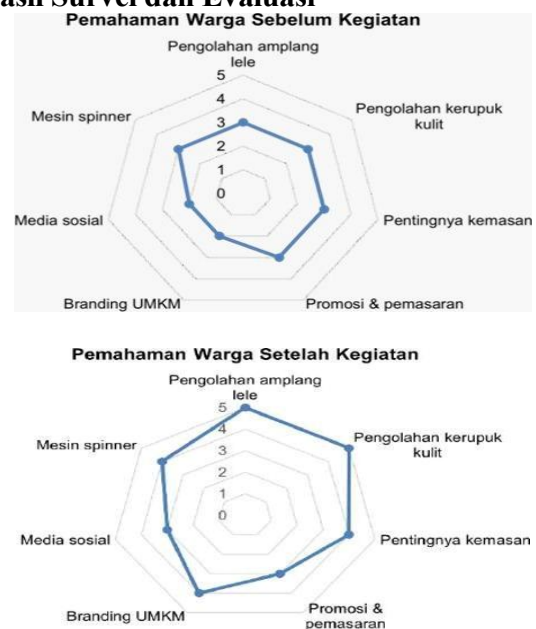 Survei dan Evaluasi
Pemahaman Warga Sebelum Kegiatan
Pengolahan amplang
lele
5
4
3
2
1
0
Pengolahan kerupuk
kulit
Pentingnya kemasan
Promosi & pemasaran
Branding UMKM
Media sosial
Mesin spinner
Pemahaman Warga Setelah Kegiatan
Pengolahan amplang
lele
5
4
3
2
1
0
Pengolahan kerupuk
kulit
Pentingnya kemasan
Promosi &
pemasaran
Branding UMKM
Media sosial
Mesin spinner